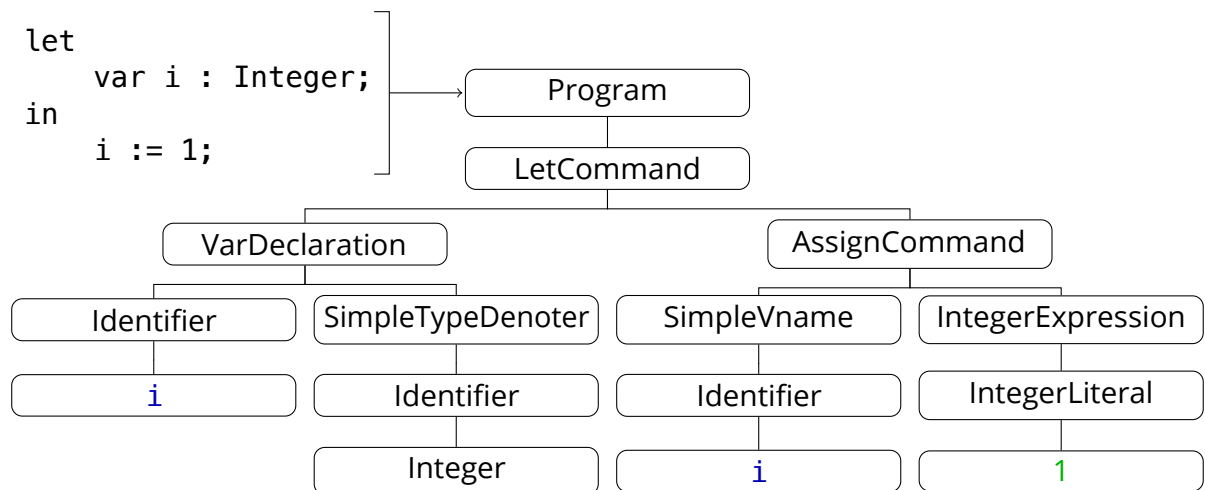 let
var i : Integer;
in
i := 1;
Program
LetCommand
VarDeclaration
AssignCommand
Identifier
SimpleTypeDenoter
SimpleVname
IntegerExpression
i
Identifier
Identifier
IntegerLiteral
Integer
i
1